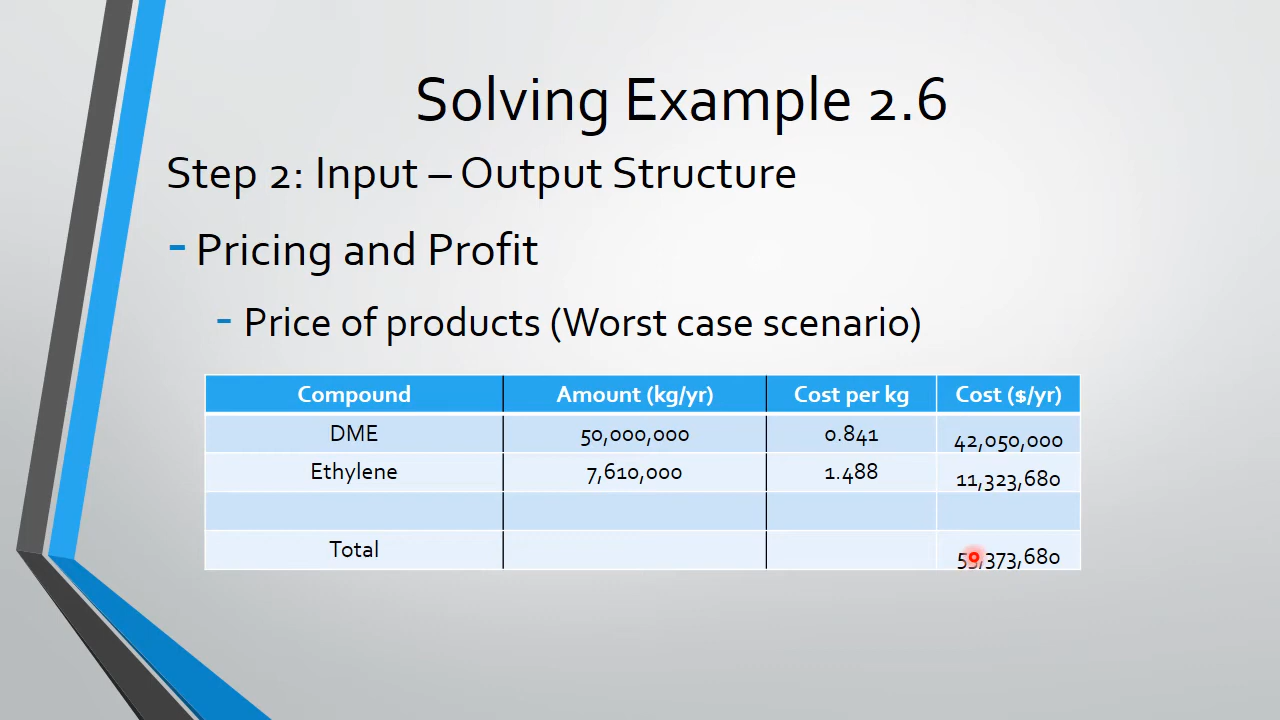 Solving Example 2.6
Step 2: Input – Output Structure
- Pricing and Profit
- Price of products (Worst case scenario)
Compound Amount (kg/yr) Cost per kg Cost ($/yr)
DME 50,000,000 0.841 42,050,000
Ethylene 7,610,000 1.488 11,323,680
Total 53,373,680